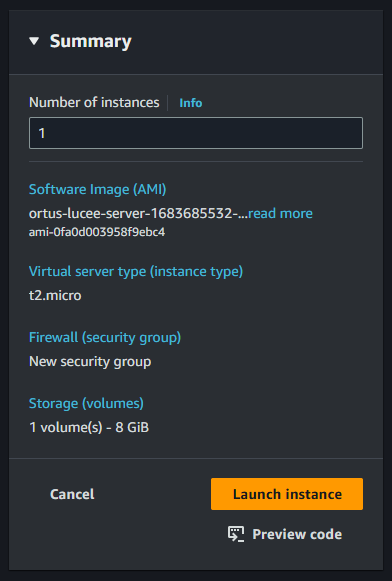 Summary
Number of instances Info
1
Software Image (AMI)
ortus-lucee-server-1683685532-...read more
ami-0fa0d003958f9ebc4
Virtual server type (instance type)
t2.micro
Firewall (security group)
New security group
Storage (volumes)
1 volume(s) - 8 GiB
Cancel Launch instance
Preview code